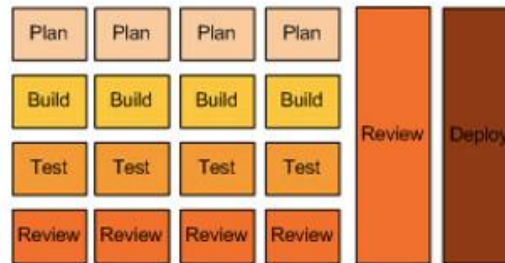 Plan Plan Plan Plan
Build Build Build Build
Review Deploy
Test Test Test Test
Review Review Review Review